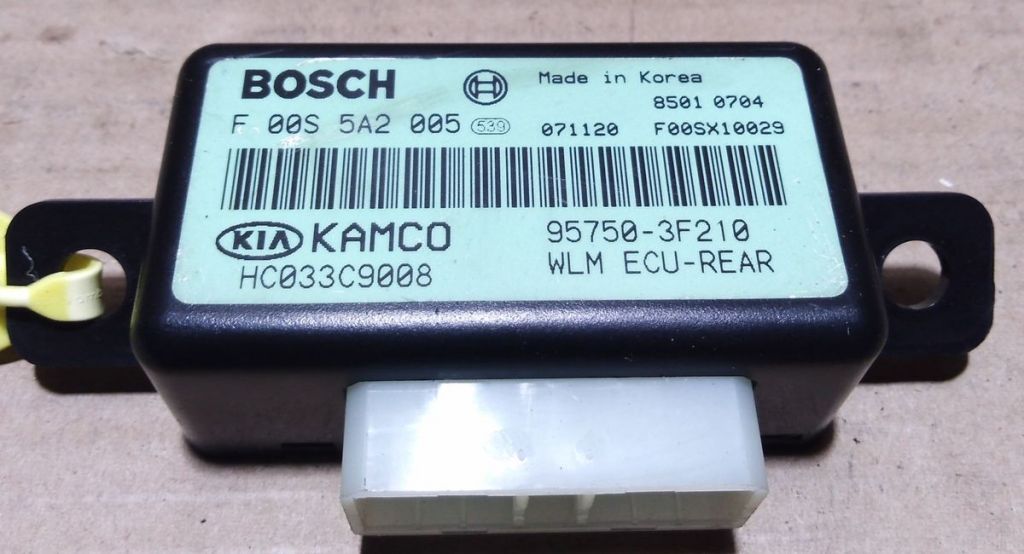 BOSCH Made in Korea
8501 0704
F 00S 5A2 005 539 071120 F00SX10029
KIA KAMCO 95750-3F210
HC033C9008 WLM ECU-REAR